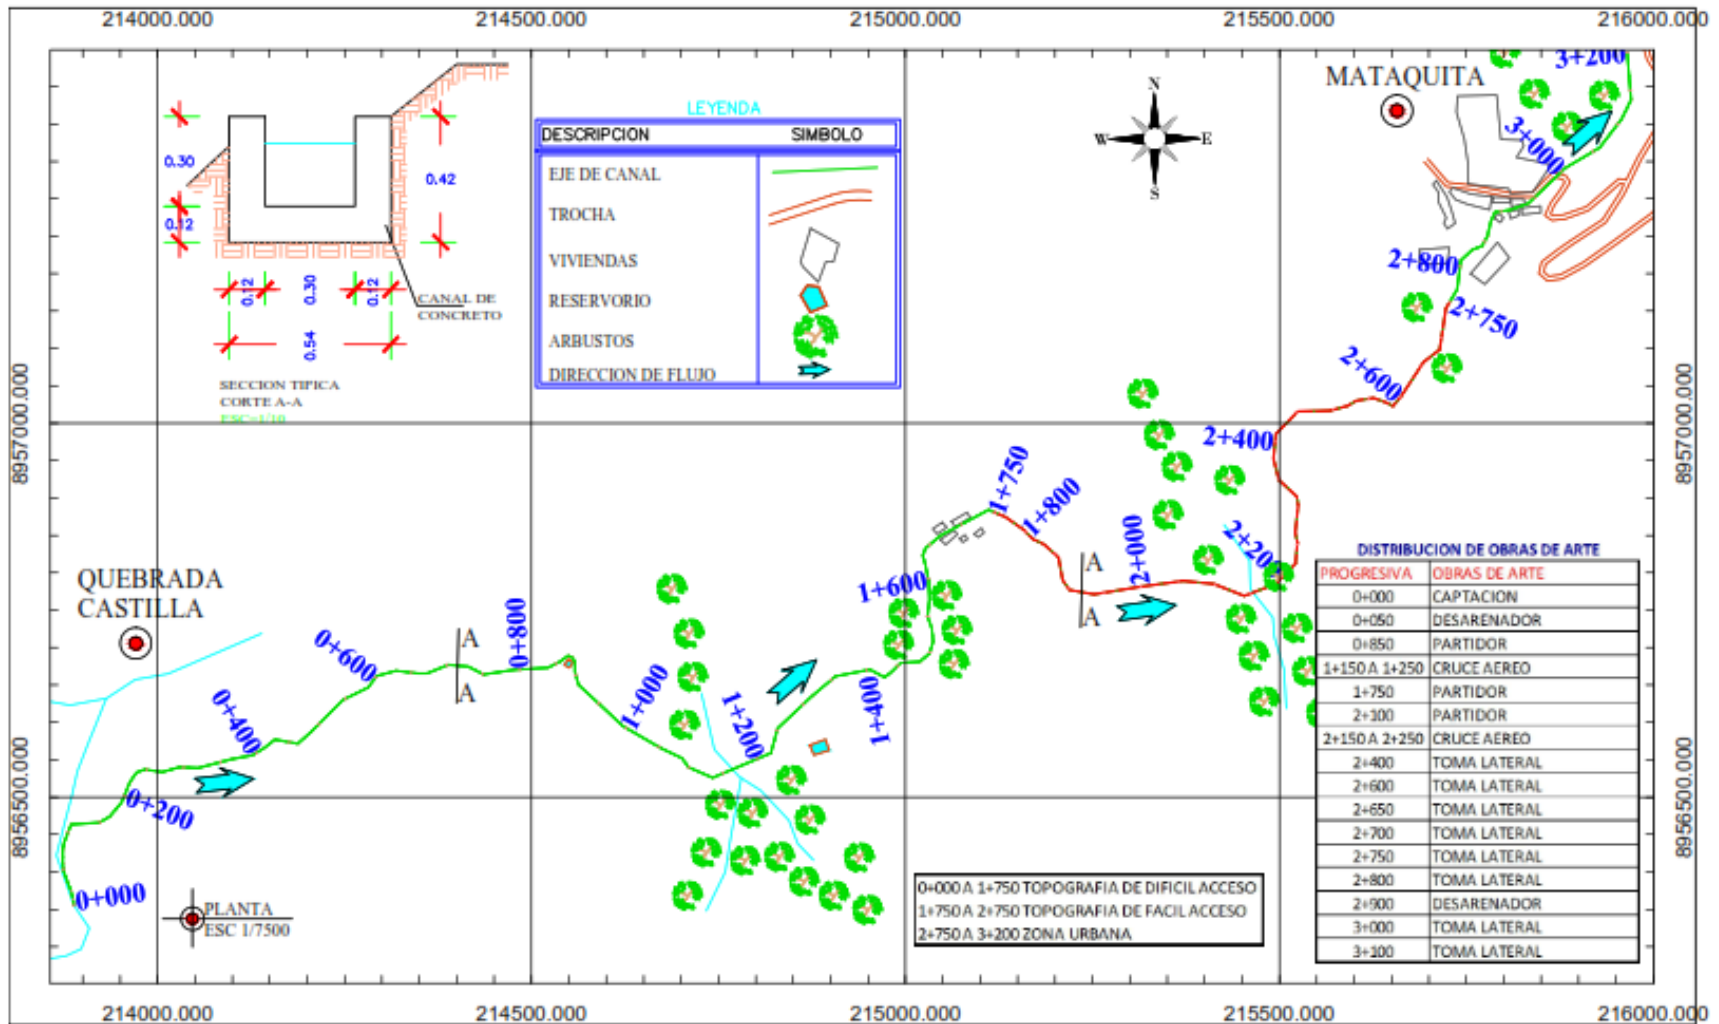 214000.000 214500.000 215000.000 215500.000 216000.000
0.30
0.12
0.42
0.12
0.30
0.12
0.54
CANAL DE
CONCRETO
SECCION TIPICA
CORTE A-A
ESC=1/10
LEYENDA
DESCRIPCION SIMBOLO
EJE DE CANAL
TROCHA
VIVIENDAS
RESERVORIO
ARBUSTOS
DIRECCION DE FLUJO
N
W E
S
MATAQUITA
3+200
3+000
2+800
2+750
2+600
2+400
2+200
2+000
1+800
1+750
1+600
1+400
1+200
1+000
0+800
0+600
0+400
0+200
0+000
A
A
A
A
QUEBRADA
CASTILLA
PLANTA
ESC 1/7500
8957000.000 8957000.000
8956500.000 8956500.000
0+000 A 1+750 TOPOGRAFIA DE DIFICIL ACCESO
1+750 A 2+750 TOPOGRAFIA DE FACIL ACCESO
2+750 A 3+200 ZONA URBANA
DISTRIBUCION DE OBRAS DE ARTE
PROGRESIVA OBRAS DE ARTE
0+000 CAPTACION
0+050 DESARENADOR
0+850 PARTIDOR
1+150 A 1+250 CRUCE AEREO
1+750 PARTIDOR
2+100 PARTIDOR
2+150 A 2+250 CRUCE AEREO
2+400 TOMA LATERAL
2+600 TOMA LATERAL
2+650 TOMA LATERAL
2+700 TOMA LATERAL
2+750 TOMA LATERAL
2+800 TOMA LATERAL
2+900 DESARENADOR
3+000 TOMA LATERAL
3+100 TOMA LATERAL
214000.000 214500.000 215000.000 215500.000 216000.000